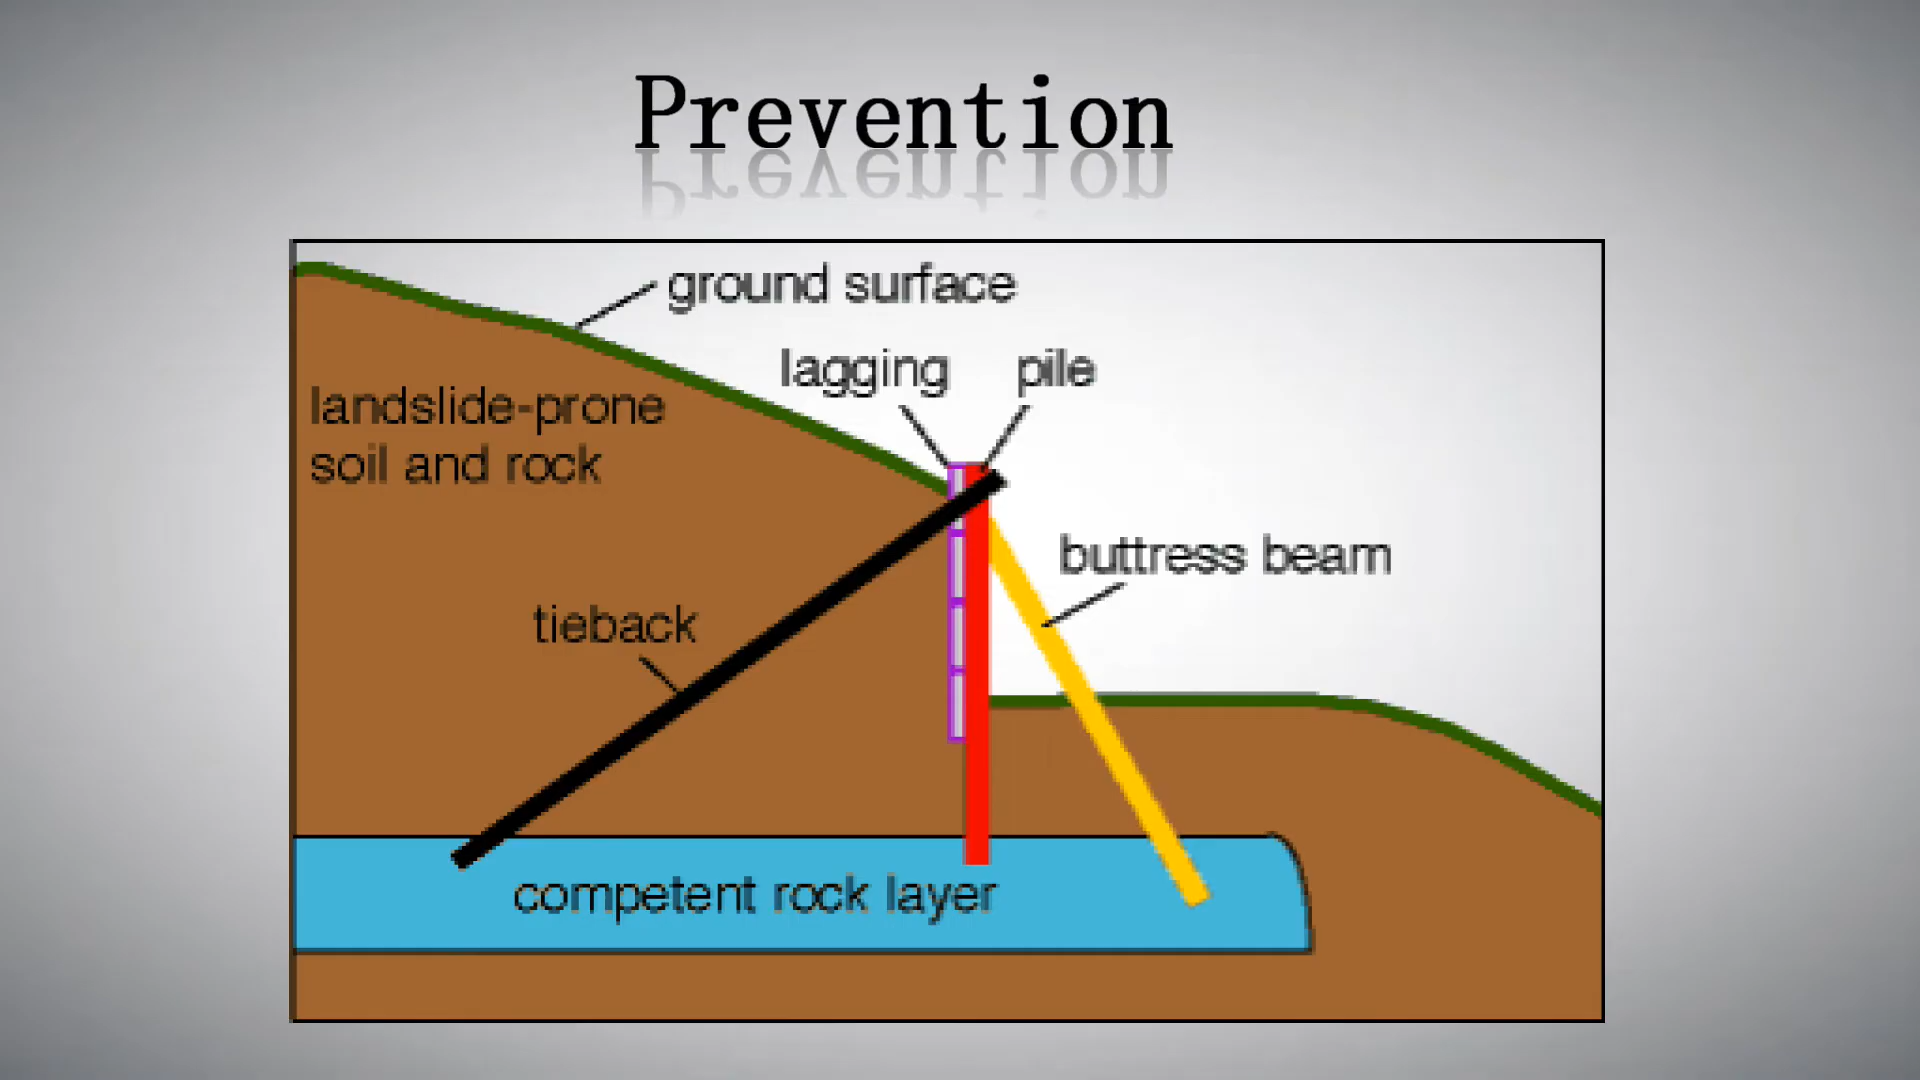 Prevention
ground surface
lagging
pile
landslide-prone
soil and rock
buttress beam
tieback
competent rock layer